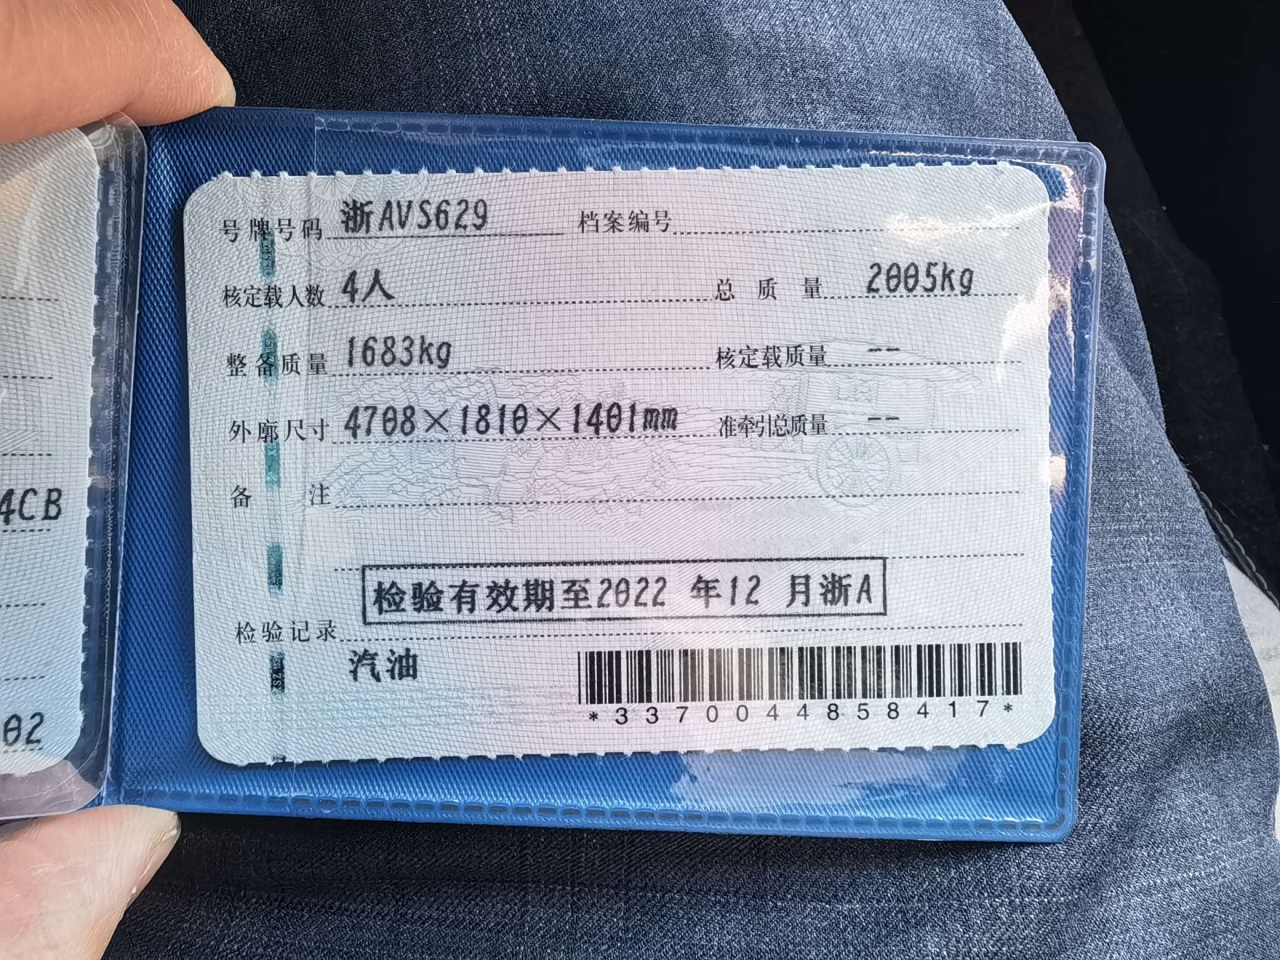 号牌号码 浙AVS629 档案编号
核定载人数 4人 总质量 2005kg
整备质量 1683kg 核定载质量 --
外廓尺寸 4708×1810×1401mm 准牵引总质量 --
备注
检验有效期至2022 年12 月浙A
检验记录
汽油
*3370044858417*
4CB
02